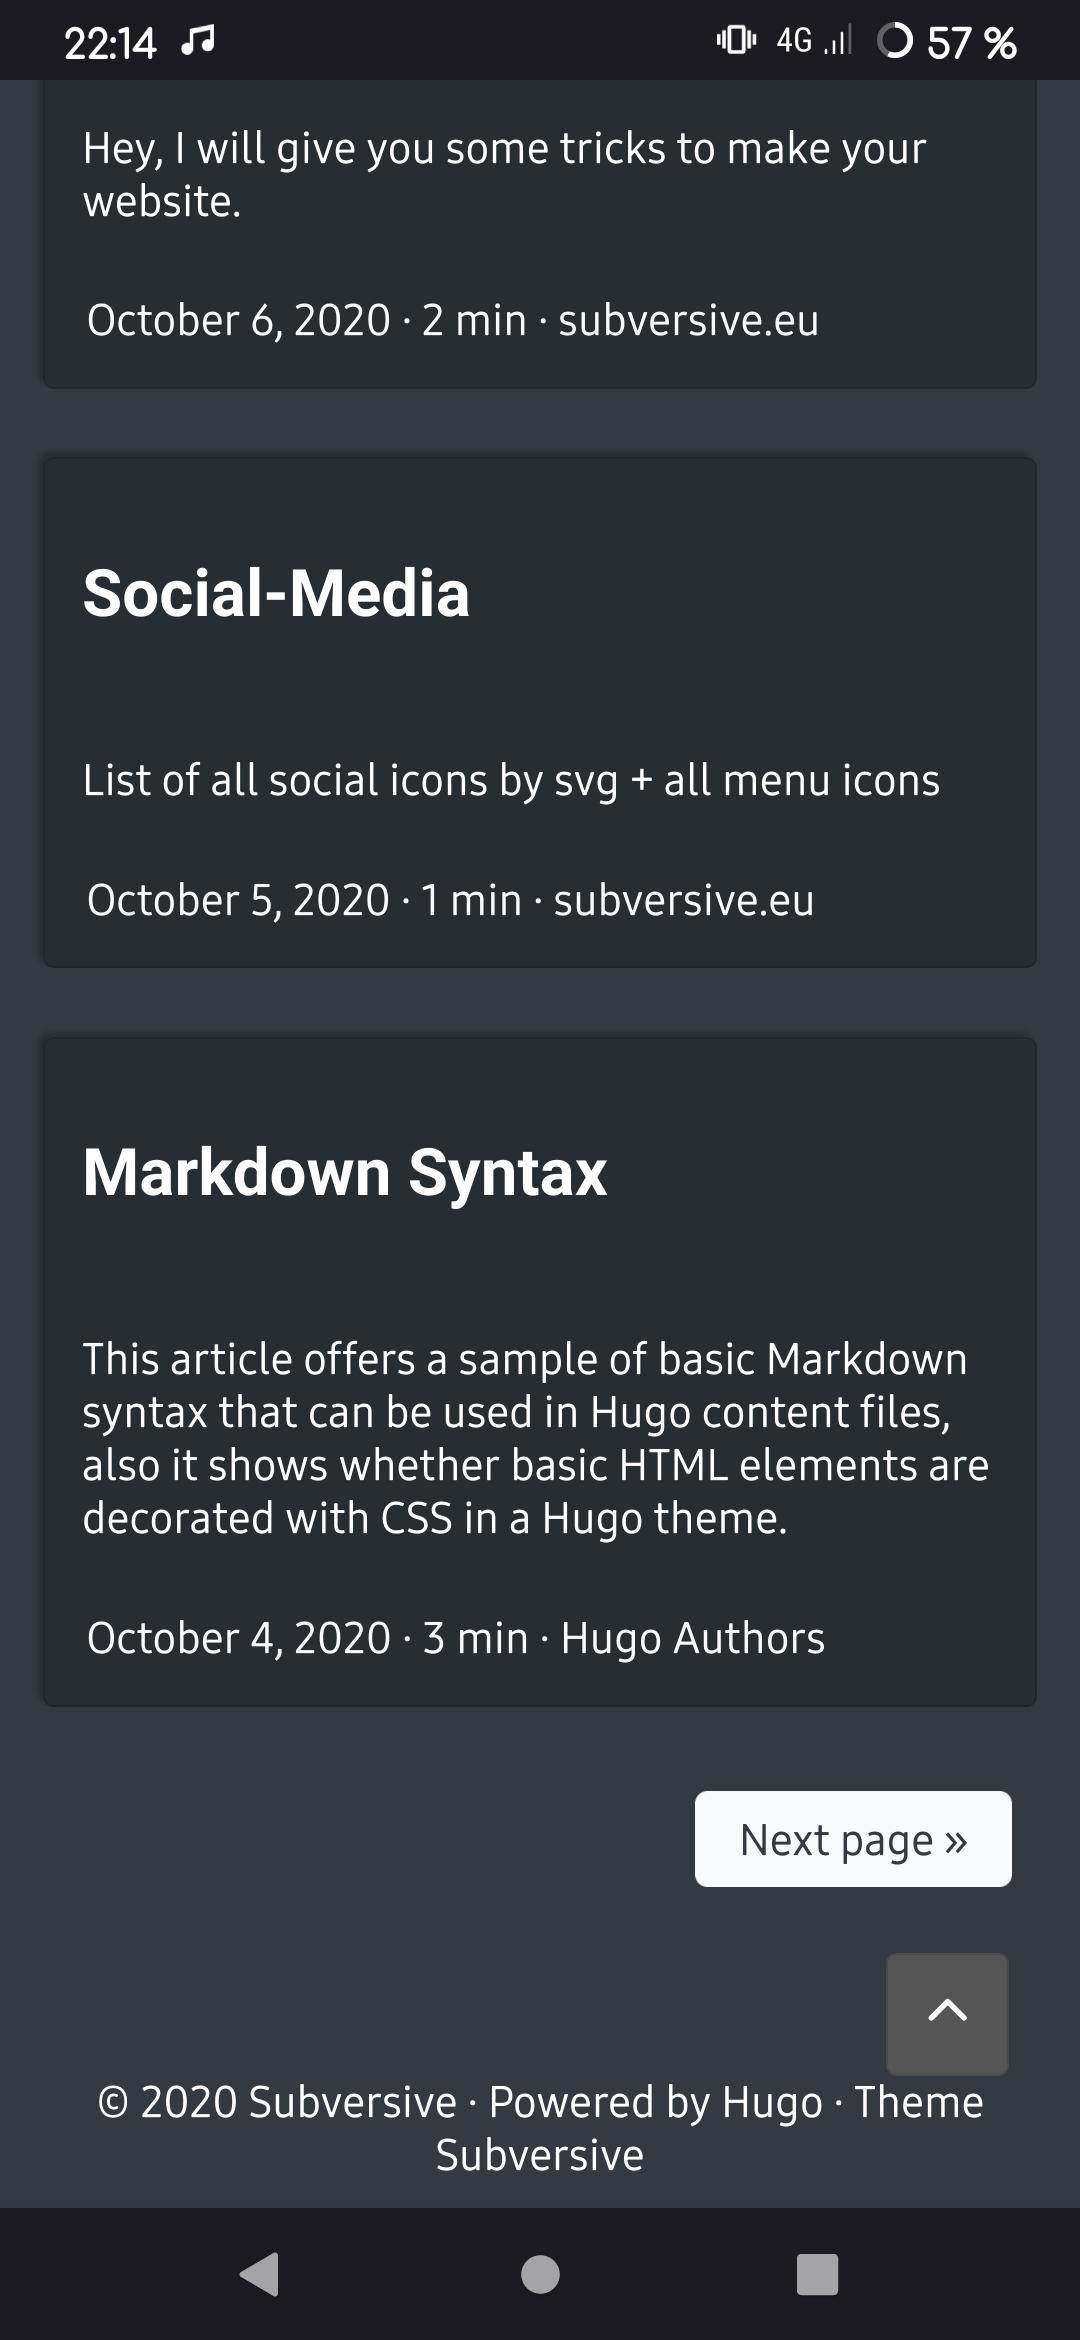 22:14
4G
57 %
Hey, I will give you some tricks to make your
website.
October 6, 2020 · 2 min · subversive.eu
Social-Media
List of all social icons by svg + all menu icons
October 5, 2020 · 1 min · subversive.eu
Markdown Syntax
This article offers a sample of basic Markdown
syntax that can be used in Hugo content files,
also it shows whether basic HTML elements are
decorated with CSS in a Hugo theme.
October 4, 2020 · 3 min · Hugo Authors
Next page »
© 2020 Subversive · Powered by Hugo · Theme
Subversive